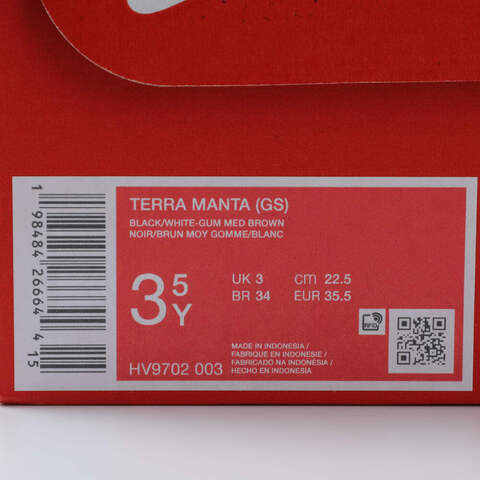 TERRA MANTA (GS)
BLACK/WHITE-GUM MED BROWN
NOIR/BRUN MOY GOMME/BLANC
3 5 Y
UK 3 cm 22.5
BR 34 EUR 35.5
RFID
MADE IN INDONESIA /
FABRIQUE EN INDONESIE /
FABRICADO NA INDONÉSIA /
HECHO EN INDONESIA
HV9702 003
1 98484 26664 4 15